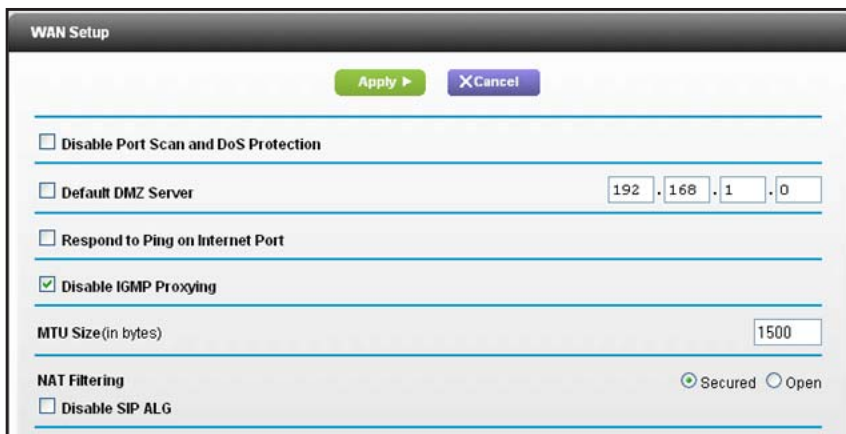 WAN Setup
Apply ▶ X Cancel
Disable Port Scan and DoS Protection
Default DMZ Server 192 . 168 . 1 . 0
Respond to Ping on Internet Port
Disable IGMP Proxying
MTU Size(in bytes) 1500
NAT Filtering Secured Open
Disable SIP ALG